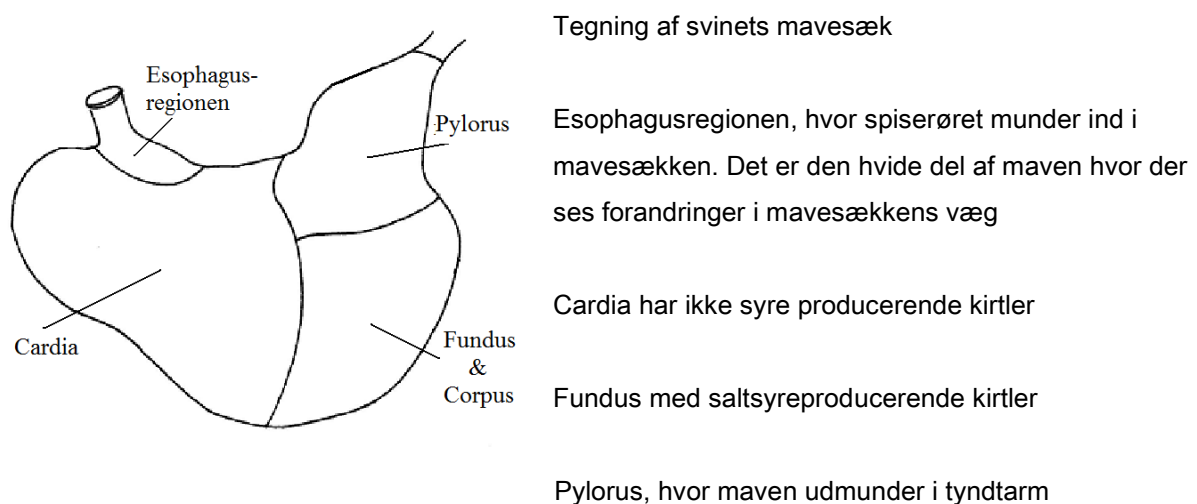 Esophagus-
regionen
Pylorus
Cardia
Fundus
&
Corpus
Tegning af svinets mavesæk
Esophagusregionen, hvor spiserøret munder ind i
mavesækken. Det er den hvide del af maven hvor der
ses forandringer i mavesækkens væg
Cardia har ikke syre producerende kirtler
Fundus med saltsyreproducerende kirtler
Pylorus, hvor maven udmunder i tyndtarm